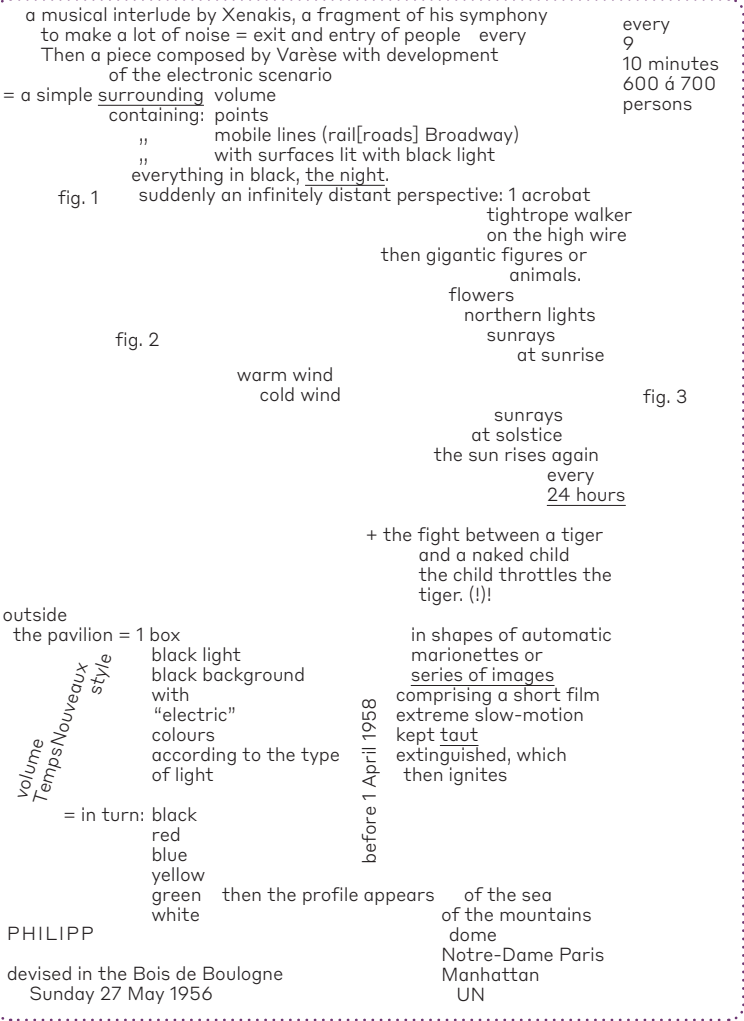 a musical interlude by Xenakis, a fragment of his symphony
to make a lot of noise = exit and entry of people every
every
9
10 minutes
600 á 700
persons
Then a piece composed by Varèse with development
of the electronic scenario
= a simple surrounding volume
containing: points
„ mobile lines (rail[roads] Broadway)
„ with surfaces lit with black light
everything in black, the night.
fig. 1 suddenly an infinitely distant perspective: 1 acrobat
tightrope walker
on the high wire
then gigantic figures or
animals.
flowers
northern lights
fig. 2 sunrays
at sunrise
warm wind
cold wind
fig. 3
sunrays
at solstice
the sun rises again
every
24 hours
+ the fight between a tiger
and a naked child
the child throttles the
tiger. (!)!
outside
the pavilion = 1 box
black light
black background
with
“electric”
colours
according to the type
of light
volume
TempsNouveaux
style
in shapes of automatic
marionettes or
series of images
comprising a short film
extreme slow-motion
kept taut
extinguished, which
then ignites
before 1 April 1958
= in turn: black
red
blue
yellow
green then the profile appears of the sea
white of the mountains
dome
Notre-Dame Paris
Manhattan
UN
PHILIPP
devised in the Bois de Boulogne
Sunday 27 May 1956